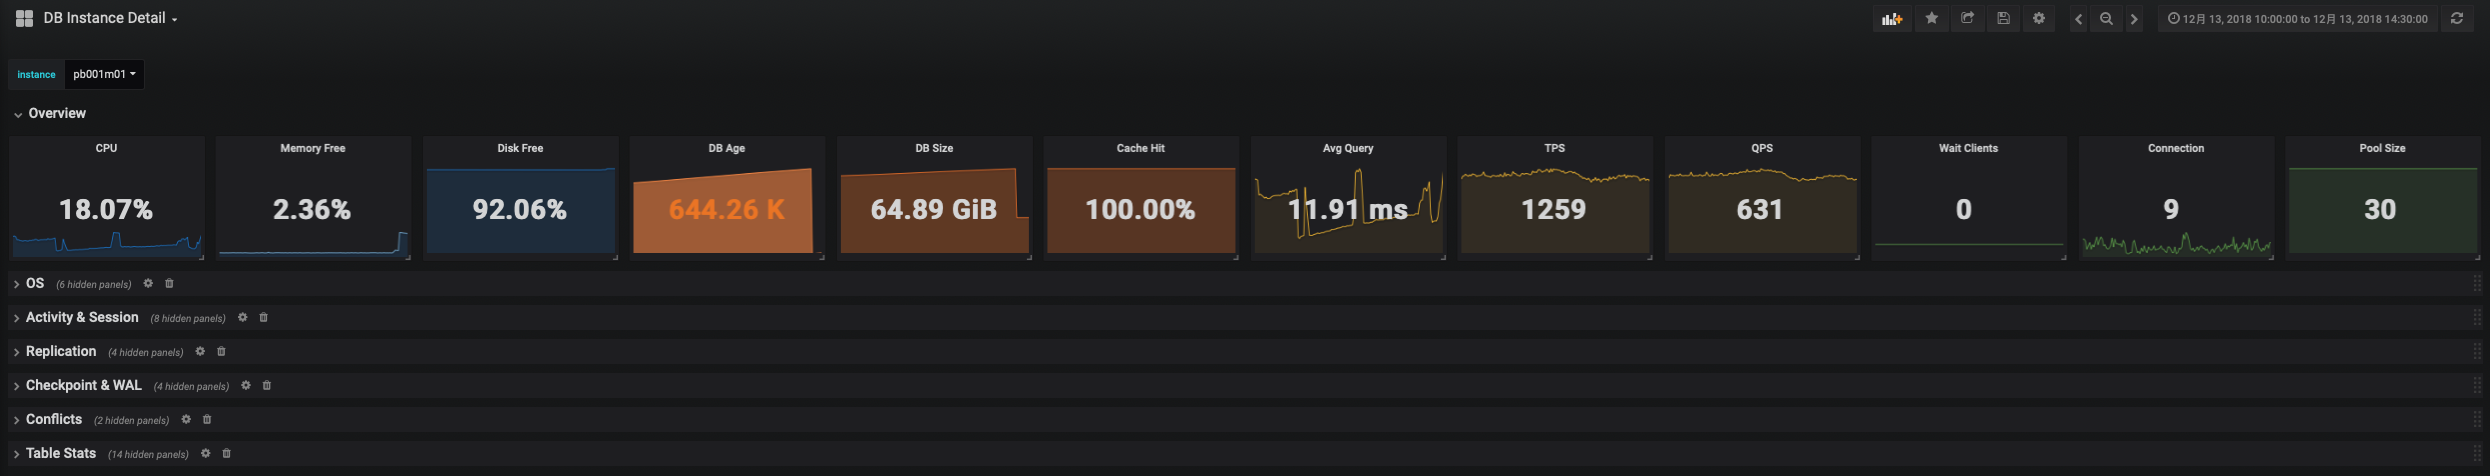 DB Instance Detail
12月 13, 2018 10:00:00 to 12月 13, 2018 14:30:00
instance pb001m01
Overview
CPU
18.07%
Memory Free
2.36%
Disk Free
92.06%
DB Age
644.26 K
DB Size
64.89 GiB
Cache Hit
100.00%
Avg Query
11.91 ms
TPS
1259
QPS
631
Wait Clients
0
Connection
9
Pool Size
30
OS (6 hidden panels)
Activity & Session (8 hidden panels)
Replication (4 hidden panels)
Checkpoint & WAL (4 hidden panels)
Conflicts (2 hidden panels)
Table Stats (14 hidden panels)